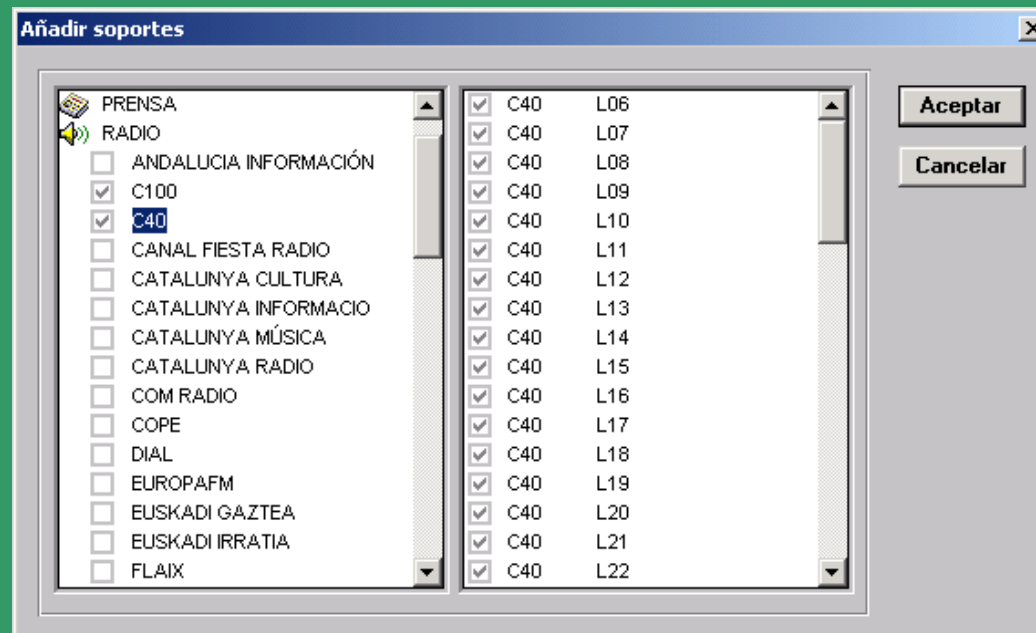 Añadir soportes
PRENSA
RADIO
ANDALUCIA INFORMACIÓN
C100
C40
CANAL FIESTA RADIO
CATALUNYA CULTURA
CATALUNYA INFORMACIO
CATALUNYA MÚSICA
CATALUNYA RADIO
COM RADIO
COPE
DIAL
EUROPAFM
EUSKADI GAZTEA
EUSKADI IRRATIA
FLAIX
C40 L06
C40 L07
C40 L08
C40 L09
C40 L10
C40 L11
C40 L12
C40 L13
C40 L14
C40 L15
C40 L16
C40 L17
C40 L18
C40 L19
C40 L20
C40 L21
C40 L22
Aceptar
Cancelar